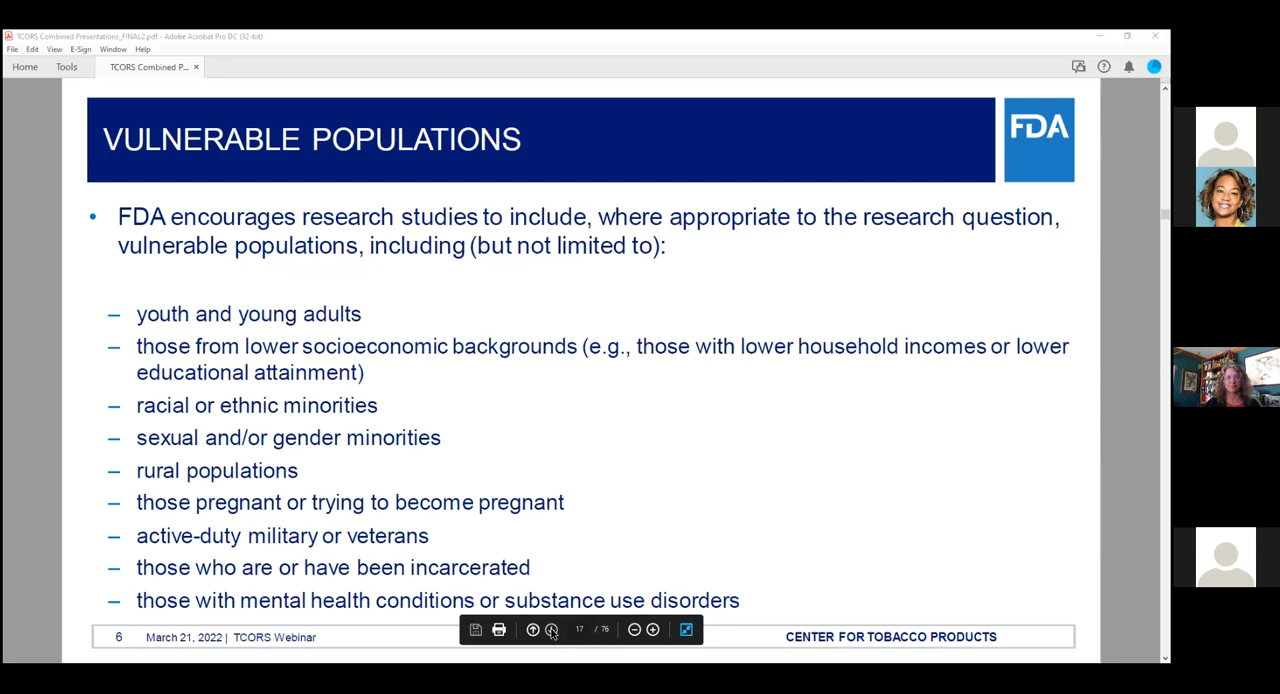 TCORS Combined Presentations_FINAL2.pdf - Adobe Acrobat Pro DC (32-bit)
File Edit View E-Sign Window Help
Home Tools TCORS Combined P... ×
VULNERABLE POPULATIONS
FDA
• FDA encourages research studies to include, where appropriate to the research question,
vulnerable populations, including (but not limited to):
– youth and young adults
– those from lower socioeconomic backgrounds (e.g., those with lower household incomes or lower
educational attainment)
– racial or ethnic minorities
– sexual and/or gender minorities
– rural populations
– those pregnant or trying to become pregnant
– active-duty military or veterans
– those who are or have been incarcerated
– those with mental health conditions or substance use disorders
6 March 21, 2022 | TCORS Webinar
17 / 76
CENTER FOR TOBACCO PRODUCTS